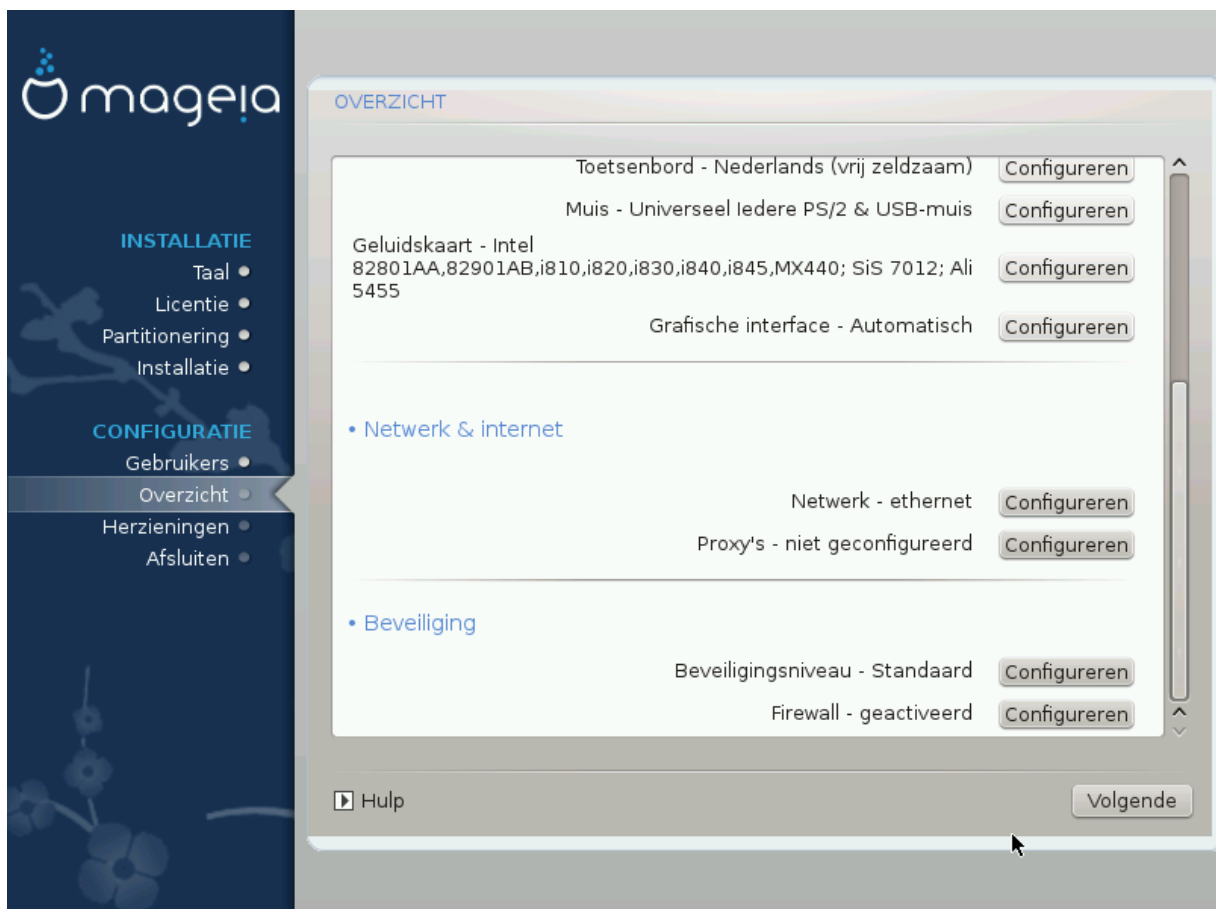 mageia
INSTALLATIE
Taal
Licentie
Partitionering
Installatie
CONFIGURATIE
Gebruikers
Overzicht
Herzieningen
Afsluiten
OVERZICHT
Toetsenbord - Nederlands (vrij zeldzaam) Configureren
Muis - Universeel Iedere PS/2 & USB-muis Configureren
Geluidskaart - Intel
82801AA,82901AB,i810,i820,i830,i840,i845,MX440; SiS 7012; Ali Configureren
5455
Grafische interface - Automatisch Configureren
• Netwerk & internet
Netwerk - ethernet Configureren
Proxy's - niet geconfigureerd Configureren
• Beveiliging
Beveiligingsniveau - Standaard Configureren
Firewall - geactiveerd Configureren
Hulp
Volgende